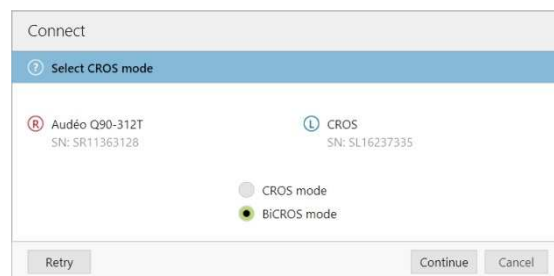 Connect
? Select CROS mode
R Audéo Q90-312T
SN: SR11363128
L CROS
SN: SL16237335
CROS mode
BiCROS mode
Retry Continue Cancel